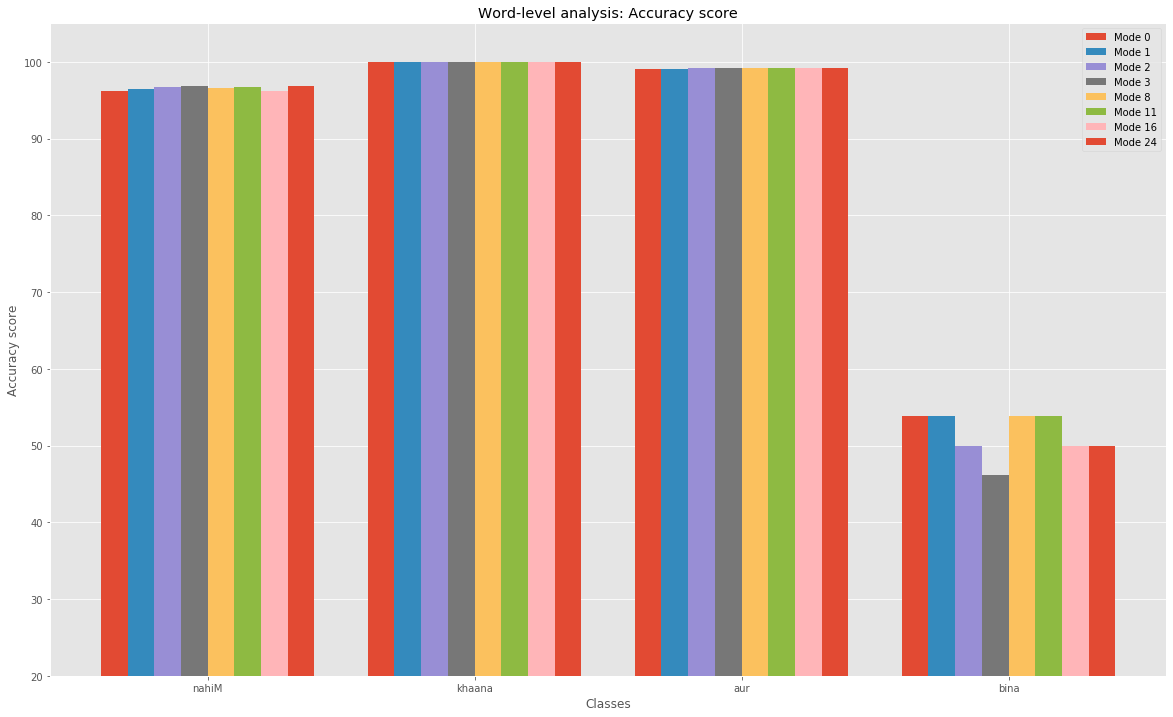 Word-level analysis: Accuracy score
Mode 0
Mode 1
Mode 2
Mode 3
Mode 8
Mode 11
Mode 16
Mode 24
Accuracy score
100
90
80
70
60
50
40
30
20
nahiM khaana aur bina
Classes